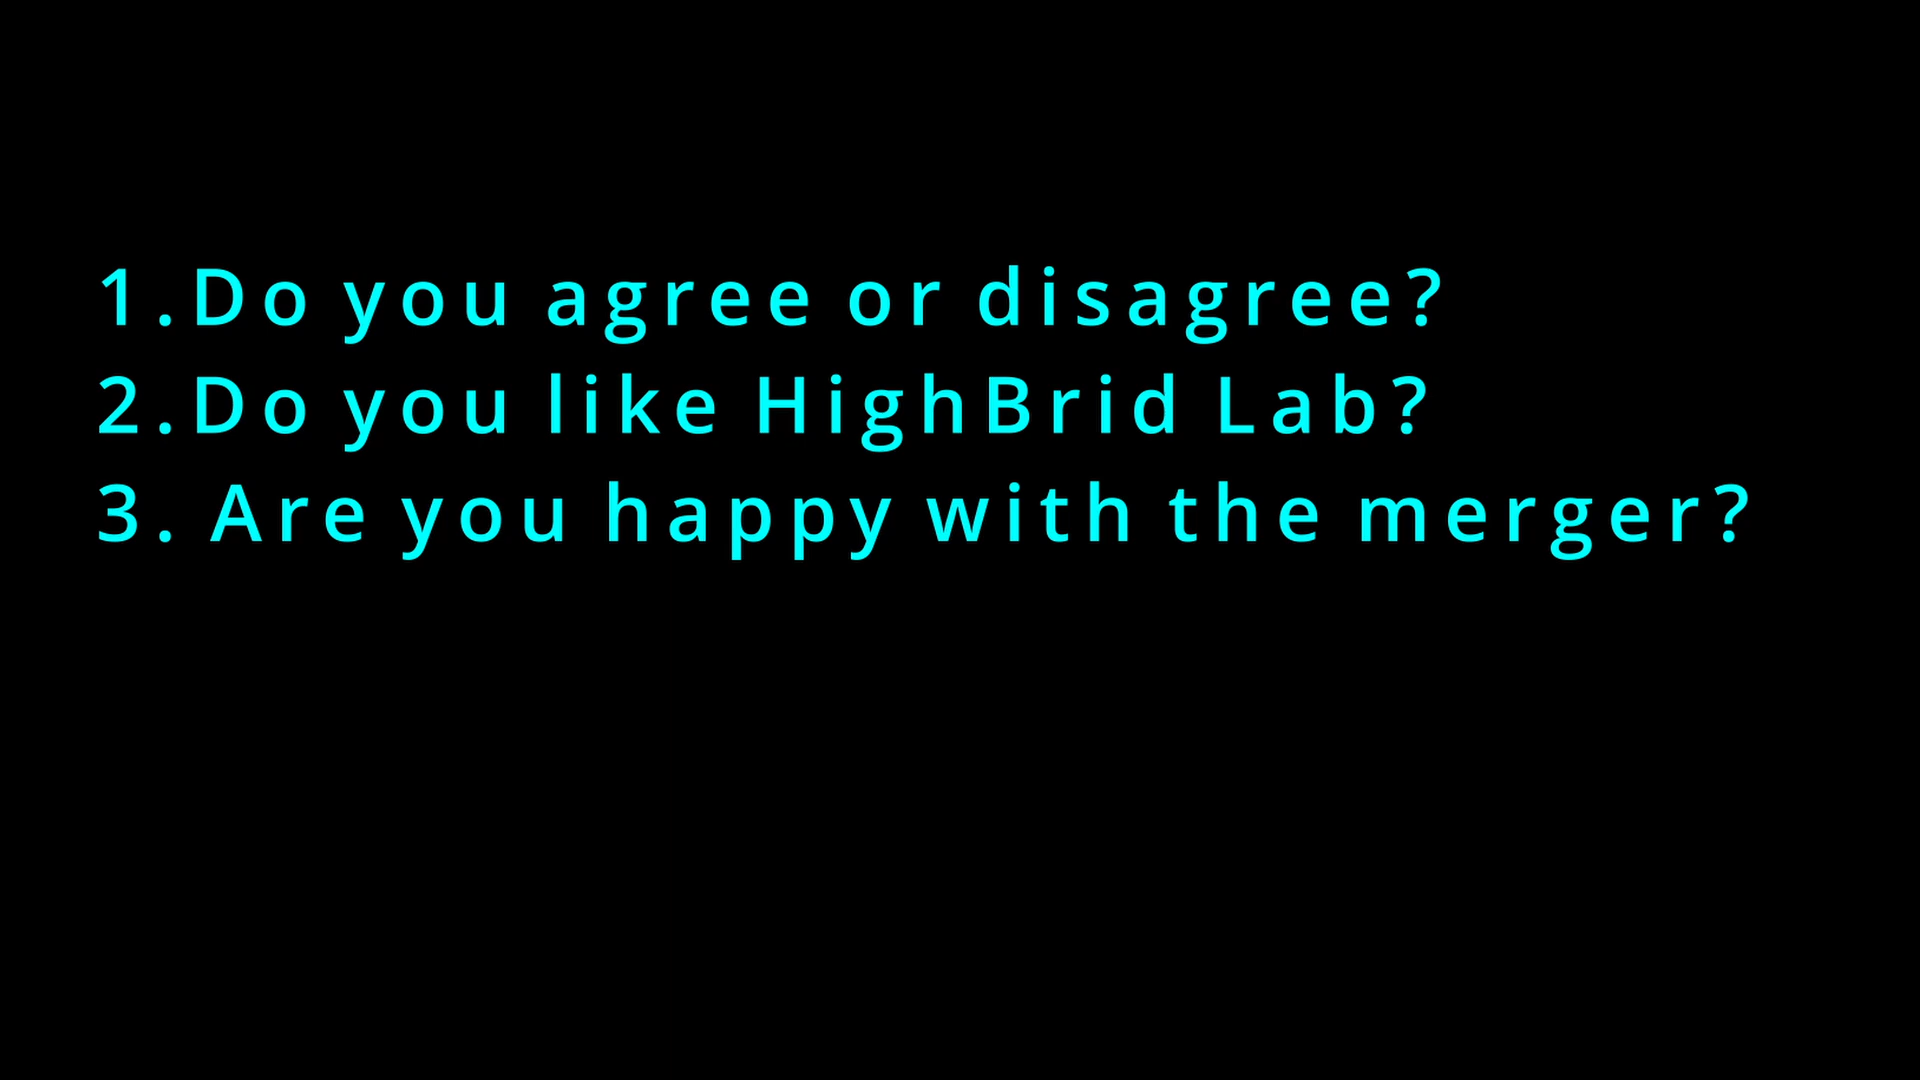 1.Do you agree or disagree?
2.Do you like HighBrid Lab?
3. Are you happy with the merger?